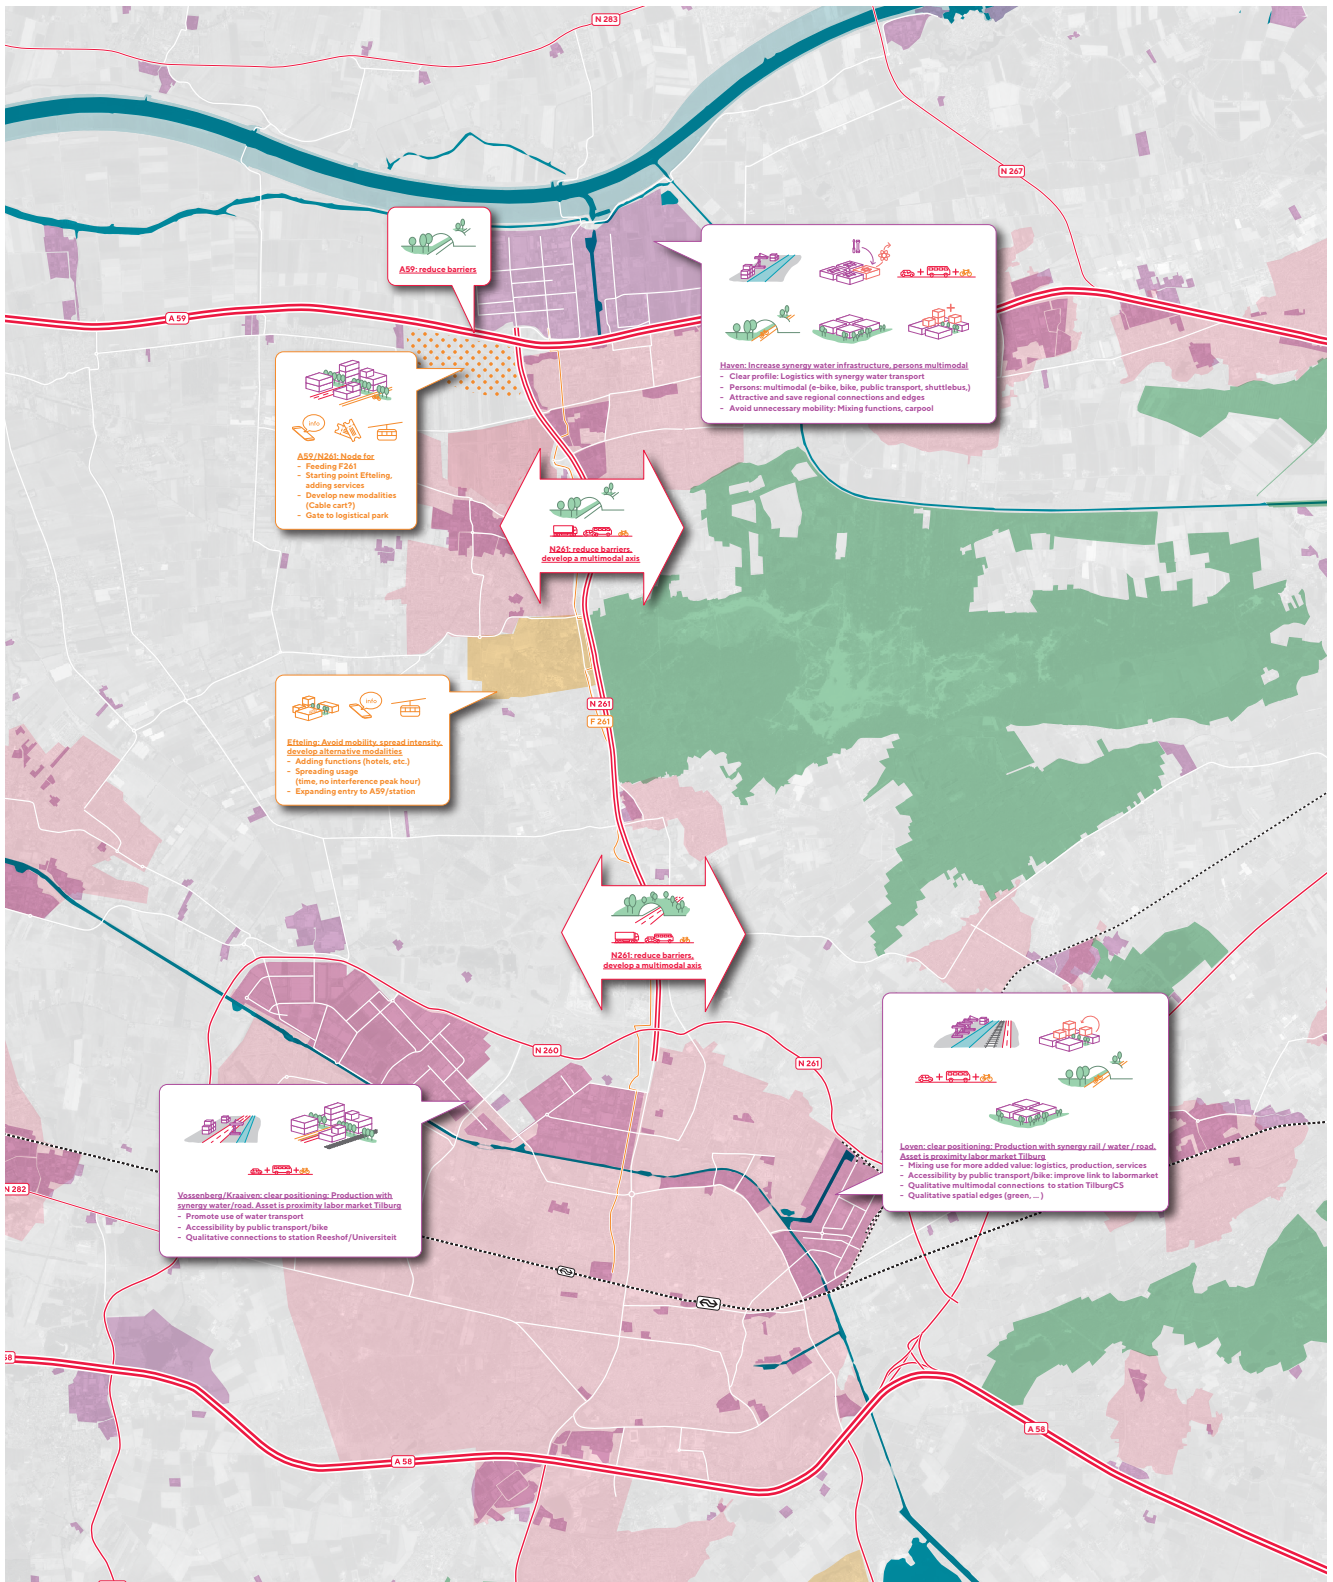 N 283
N 267
A59: reduce barriers
A 59
Haven: Increase synergy water infrastructure, persons multimodal
- Clear profile: Logistics with synergy water transport
- Persons: multimodal (e-bike, bike, public transport, shuttlebus,)
- Attractive and save regional connections and edges
- Avoid unnecessary mobility: Mixing functions, carpool
info
A59/N261: Node for
- Feeding F261
- Starting point Efteling,
adding services
- Develop new modalities
(Cable cart?)
- Gate to logistical park
N261: reduce barriers,
develop a multimodal axis
info
Efteling: Avoid mobility, spread intensity,
develop alternative modalities
- Adding functions (hotels, etc.)
- Spreading usage
(time, no interference peak hour)
- Expanding entry to A59/station
N 261
F 261
N261: reduce barriers,
develop a multimodal axis
N 260
N 261
Loven: clear positioning: Production with synergy rail / water / road.
Asset is proximity labor market Tilburg
- Mixing use for more added value: logistics, production, services
- Accessibility by public transport/bike: improve link to labormarket
- Qualitative multimodal connections to station TilburgCS
- Qualitative spatial edges (green, ... )
N 282
Vossenberg/Kraaiven: clear positioning: Production with
synergy water/road. Asset is proximity labor market Tilburg
- Promote use of water transport
- Accessibility by public transport/bike
- Qualitative connections to station Reeshof/Universiteit
58
A 58
A 58